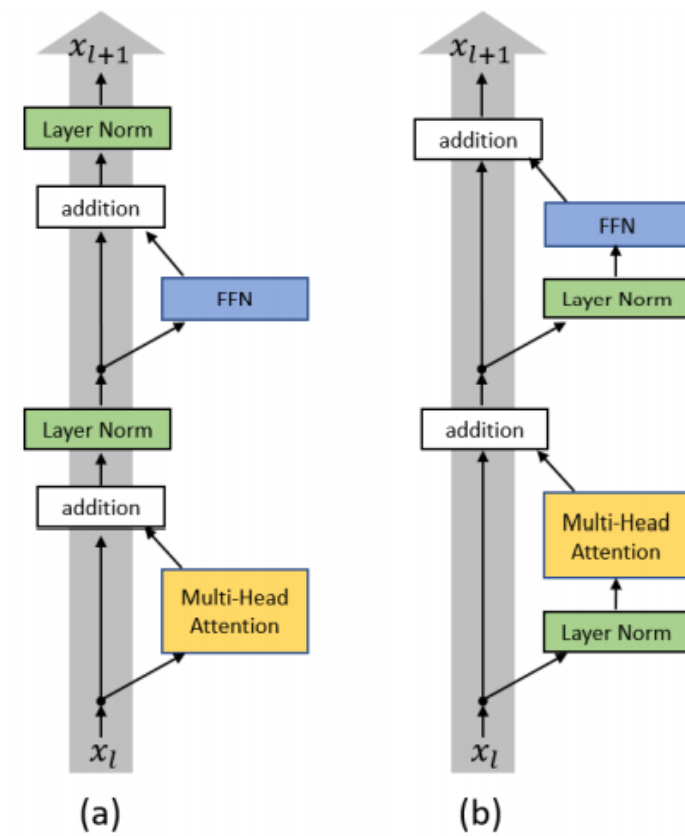 x_{l+1}
Layer Norm
addition
FFN
Layer Norm
addition
Multi-Head
Attention
x_l
(a)
x_{l+1}
addition
FFN
Layer Norm
addition
Multi-Head
Attention
Layer Norm
x_l
(b)